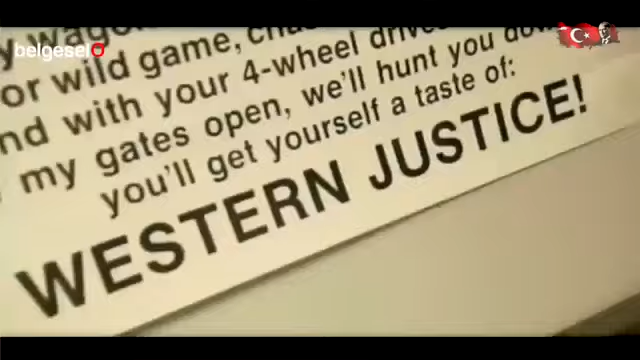 belgesel
or wild game,
nd with your 4-wheel drive
my gates open, we'll hunt you down
you'll get yourself a taste of:
WESTERN JUSTICE!